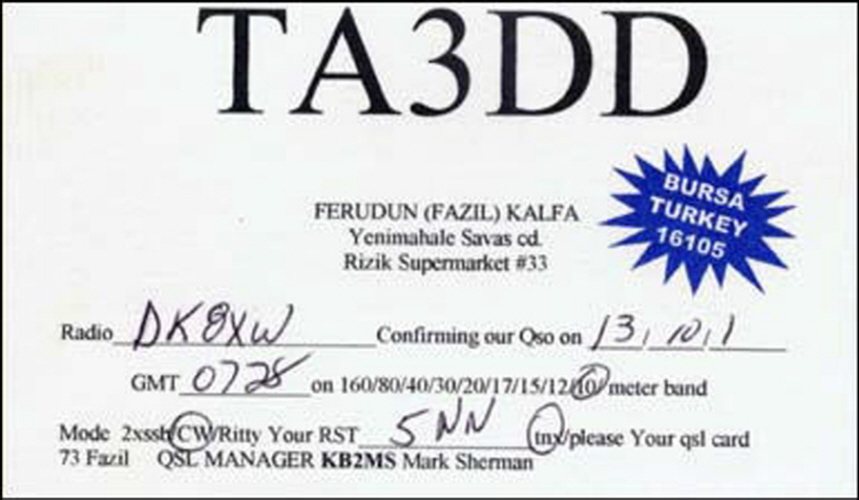 TA3DD
BURSA
TURKEY
16105
FERUDUN (FAZIL) KALFA
Yenimahale Savas cd.
Rizik Supermarket #33
Radio DK8XW Confirming our Qso on 13, 10, 1
GMT 0728 on 160/80/40/30/20/17/15/12/10/ meter band
Mode 2xssb/CW/Ritty Your RST 5NN tnx/please Your qsl card
73 Fazil QSL MANAGER KB2MS Mark Sherman